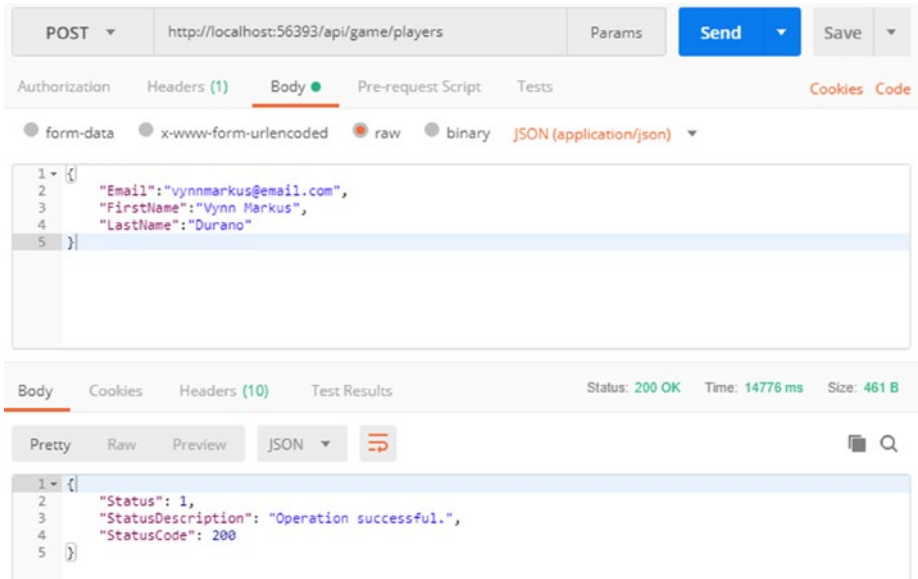 POST http://localhost:56393/api/game/players Params Send Save
Authorization Headers (1) Body Pre-request Script Tests Cookies Code
form-data x-www-form-urlencoded raw binary JSON (application/json)
1 {
2 "Email":"vynnmarkus@email.com",
3 "FirstName":"Vynn Markus",
4 "LastName":"Durano"
5 }
Body Cookies Headers (10) Test Results Status: 200 OK Time: 14776 ms Size: 461 B
Pretty Raw Preview JSON
1 {
2 "Status": 1,
3 "StatusDescription": "Operation successful.",
4 "StatusCode": 200
5 }